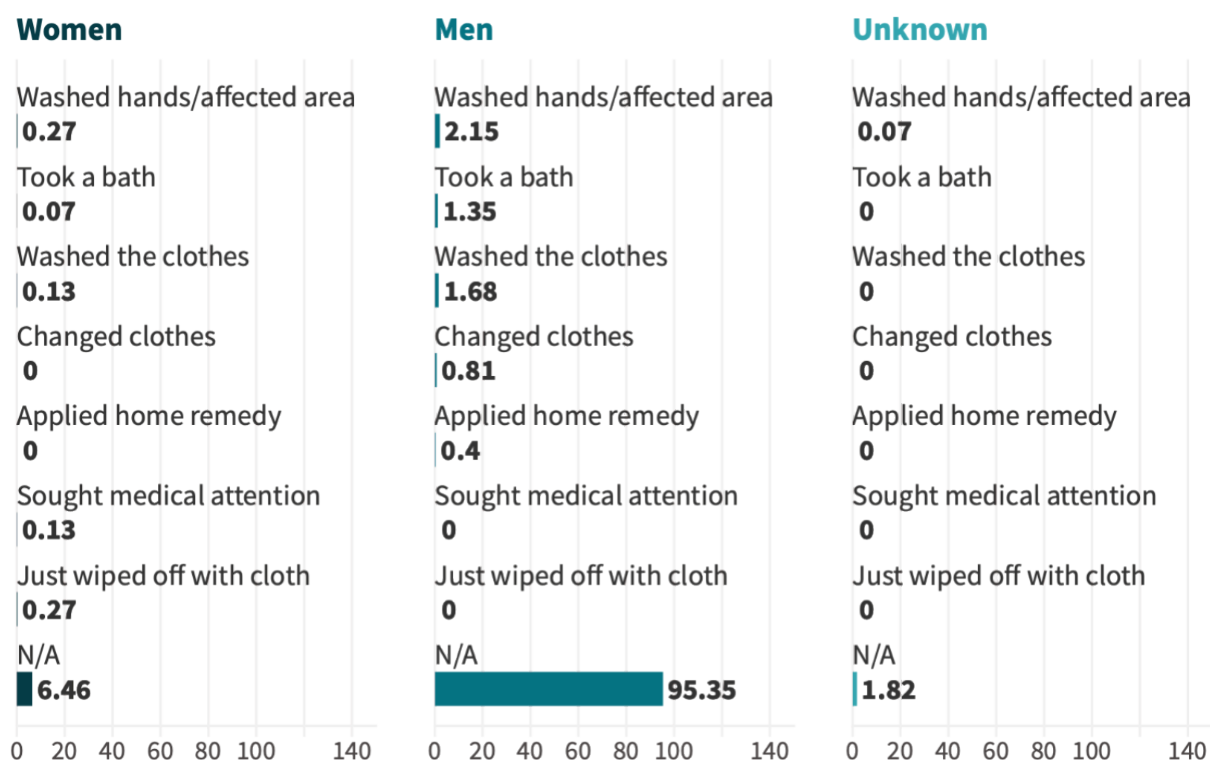 Women
Washed hands/affected area
0.27
Took a bath
0.07
Washed the clothes
0.13
Changed clothes
0
Applied home remedy
0
Sought medical attention
0.13
Just wiped off with cloth
0.27
N/A
6.46
0 20 40 60 80 100 140
Men
Washed hands/affected area
2.15
Took a bath
1.35
Washed the clothes
1.68
Changed clothes
0.81
Applied home remedy
0.4
Sought medical attention
0
Just wiped off with cloth
0
N/A
95.35
0 20 40 60 80 100 140
Unknown
Washed hands/affected area
0.07
Took a bath
0
Washed the clothes
0
Changed clothes
0
Applied home remedy
0
Sought medical attention
0
Just wiped off with cloth
0
N/A
1.82
0 20 40 60 80 100 140